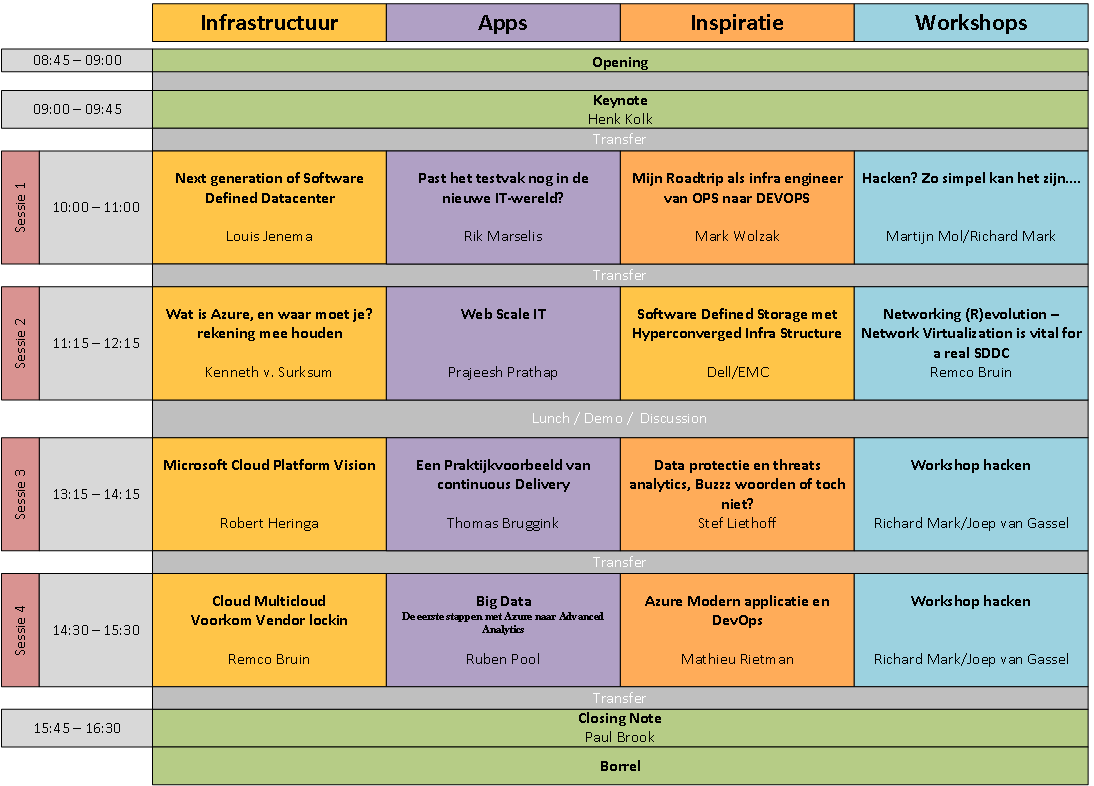 Infrastructuur
Apps
Inspiratie
Workshops
08:45 – 09:00
Opening
09:00 – 09:45
Keynote
Henk Kolk
Transfer
Sessie 1
10:00 – 11:00
Next generation of Software
Defined Datacenter
Louis Jenema
Past het testvak nog in de
nieuwe IT-wereld?
Rik Marselis
Mijn Roadtrip als infra engineer
van OPS naar DEVOPS
Mark Wolzak
Hacken? Zo simpel kan het zijn....
Martijn Mol/Richard Mark
Transfer
Sessie 2
11:15 – 12:15
Wat is Azure, en waar moet je?
rekening mee houden
Kenneth v. Surksum
Web Scale IT
Prajeesh Prathap
Software Defined Storage met
Hyperconverged Infra Structure
Dell/EMC
Networking (R)evolution –
Network Virtualization is vital for
a real SDDC
Remco Bruin
Lunch / Demo / Discussion
Sessie 3
13:15 – 14:15
Microsoft Cloud Platform Vision
Robert Heringa
Een Praktijkvoorbeeld van
continuous Delivery
Thomas Bruggink
Data protectie en threats
analytics, Buzzz woorden of toch
niet?
Stef Liethoff
Workshop hacken
Richard Mark/Joep van Gassel
Transfer
Sessie 4
14:30 – 15:30
Cloud Multicloud
Voorkom Vendor lockin
Remco Bruin
Big Data
De eerste stappen met Azure naar Advanced
Analytics
Ruben Pool
Azure Modern applicatie en
DevOps
Mathieu Rietman
Workshop hacken
Richard Mark/Joep van Gassel
Transfer
15:45 – 16:30
Closing Note
Paul Brook
Borrel